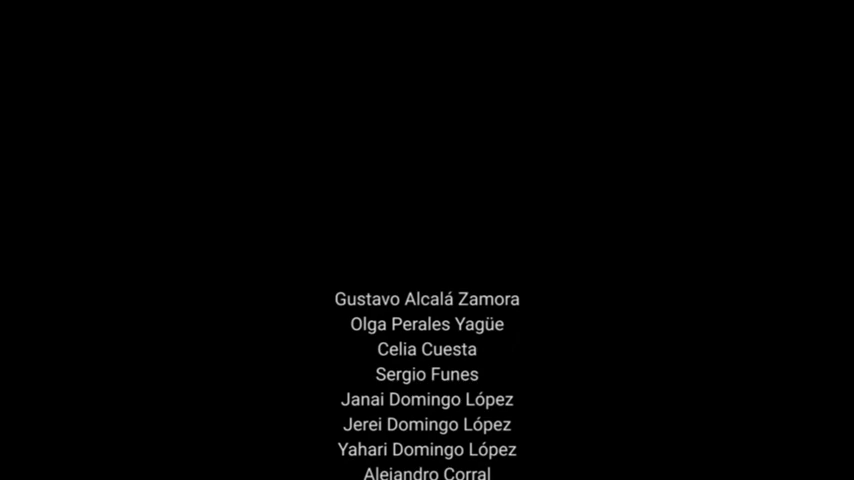 Gustavo Alcalá Zamora
Olga Perales Yagüe
Celia Cuesta
Sergio Funes
Janai Domingo López
Jerei Domingo López
Yahari Domingo López
Alejandro Corral